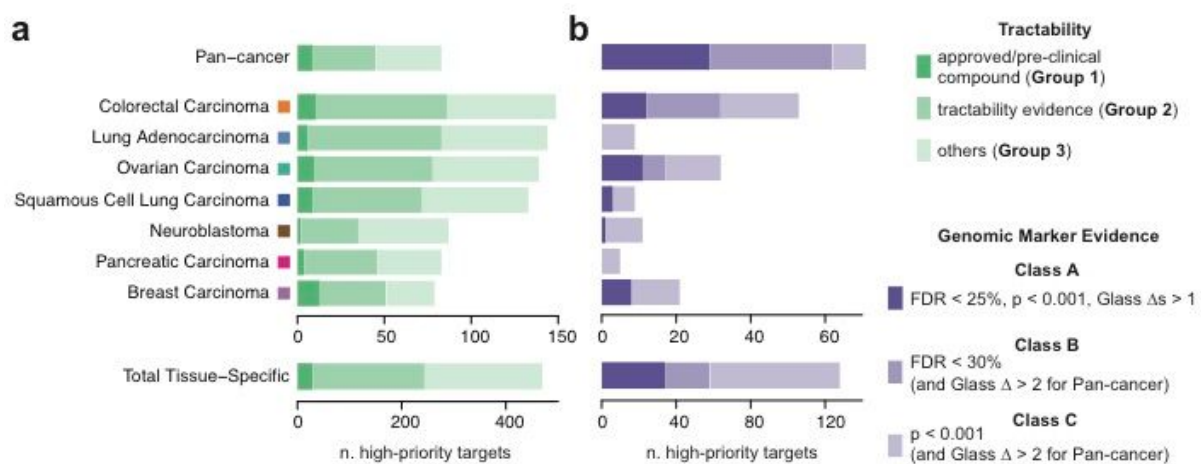 a
Pan-cancer
Colorectal Carcinoma
Lung Adenocarcinoma
Ovarian Carcinoma
Squamous Cell Lung Carcinoma
Neuroblastoma
Pancreatic Carcinoma
Breast Carcinoma
0 50 100 150
Total Tissue-Specific
0 200 400
n. high-priority targets
b
0 20 40 60
0 40 80 120
n. high-priority targets
Tractability
approved/pre-clinical
compound (Group 1)
tractability evidence (Group 2)
others (Group 3)
Genomic Marker Evidence
Class A
FDR < 25%, p < 0.001, Glass Δs > 1
Class B
FDR < 30%
(and Glass Δ > 2 for Pan-cancer)
Class C
p < 0.001
(and Glass Δ > 2 for Pan-cancer)